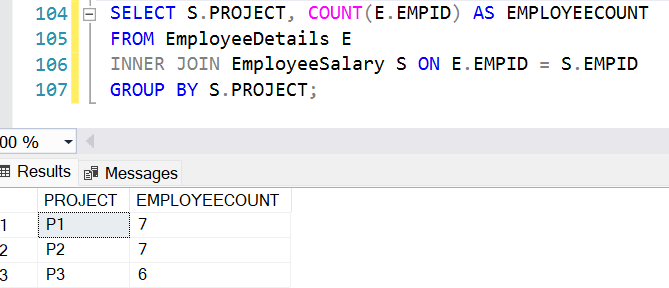 104 SELECT S.PROJECT, COUNT(E.EMPID) AS EMPLOYEECOUNT
105 FROM EmployeeDetails E
106 INNER JOIN EmployeeSalary S ON E.EMPID = S.EMPID
107 GROUP BY S.PROJECT;
00 %
Results Messages
PROJECT EMPLOYEECOUNT
1 P1 7
2 P2 7
3 P3 6